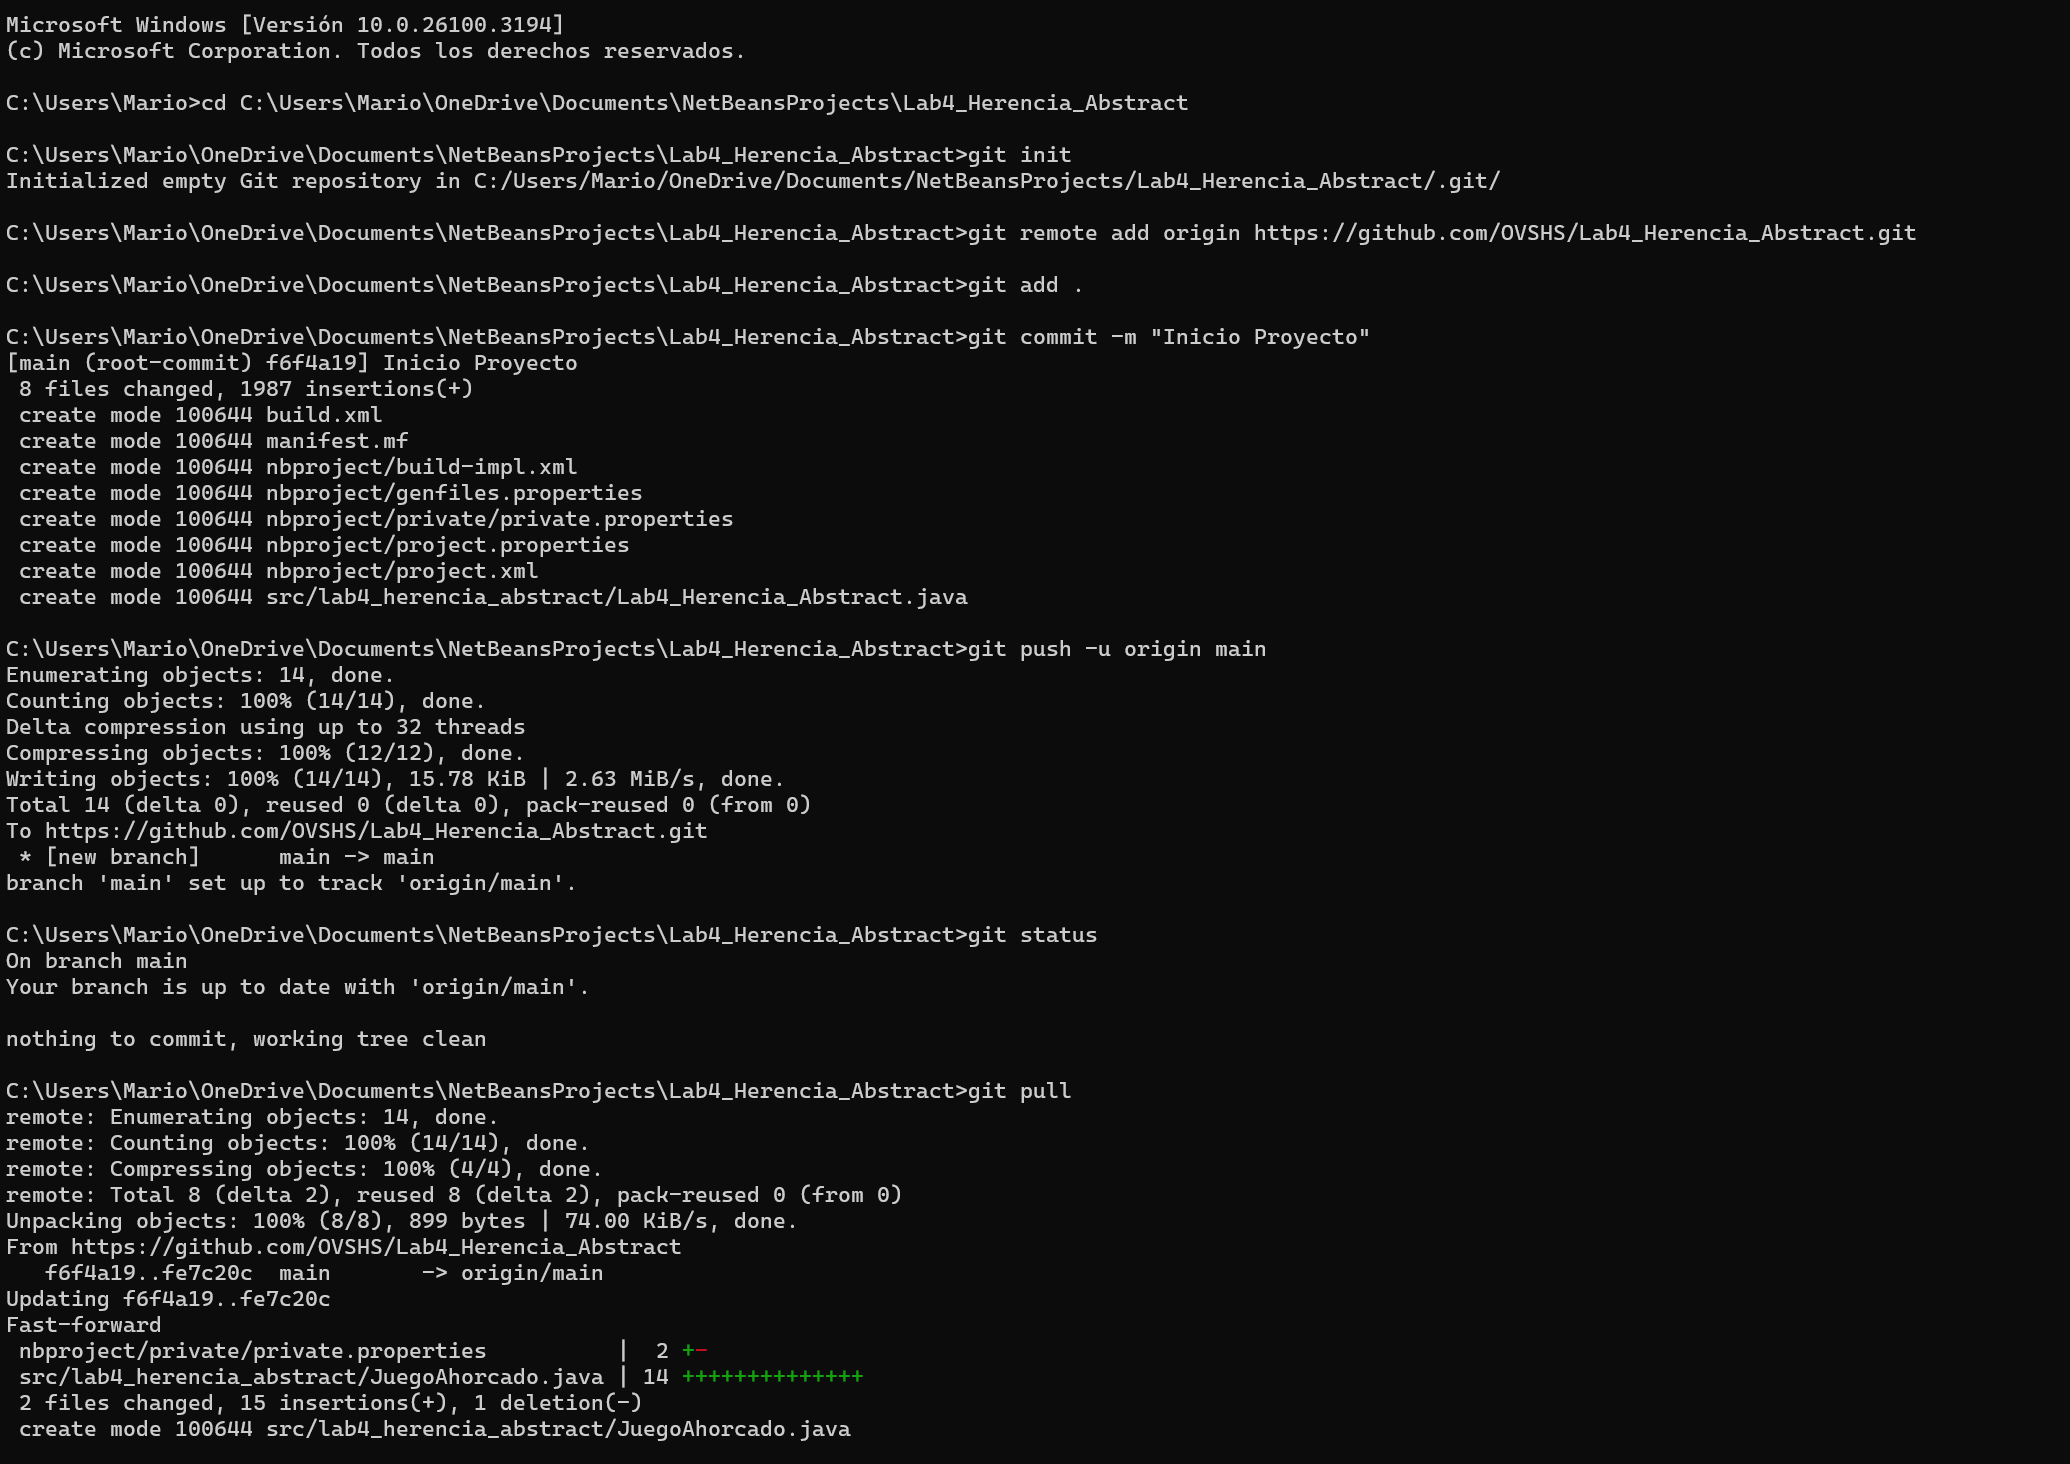 Microsoft Windows [Versión 10.0.26100.3194]
(c) Microsoft Corporation. Todos los derechos reservados.
C:\Users\Mario>cd C:\Users\Mario\OneDrive\Documents\NetBeansProjects\Lab4_Herencia_Abstract
C:\Users\Mario\OneDrive\Documents\NetBeansProjects\Lab4_Herencia_Abstract>git init
Initialized empty Git repository in C:/Users/Mario/OneDrive/Documents/NetBeansProjects/Lab4_Herencia_Abstract/.git/
C:\Users\Mario\OneDrive\Documents\NetBeansProjects\Lab4_Herencia_Abstract>git remote add origin https://github.com/OVSHS/Lab4_Herencia_Abstract.git
C:\Users\Mario\OneDrive\Documents\NetBeansProjects\Lab4_Herencia_Abstract>git add .
C:\Users\Mario\OneDrive\Documents\NetBeansProjects\Lab4_Herencia_Abstract>git commit -m "Inicio Proyecto"
[main (root-commit) f6f4a19] Inicio Proyecto
 8 files changed, 1987 insertions(+)
 create mode 100644 build.xml
 create mode 100644 manifest.mf
 create mode 100644 nbproject/build-impl.xml
 create mode 100644 nbproject/genfiles.properties
 create mode 100644 nbproject/private/private.properties
 create mode 100644 nbproject/project.properties
 create mode 100644 nbproject/project.xml
 create mode 100644 src/lab4_herencia_abstract/Lab4_Herencia_Abstract.java
C:\Users\Mario\OneDrive\Documents\NetBeansProjects\Lab4_Herencia_Abstract>git push -u origin main
Enumerating objects: 14, done.
Counting objects: 100% (14/14), done.
Delta compression using up to 32 threads
Compressing objects: 100% (12/12), done.
Writing objects: 100% (14/14), 15.78 KiB | 2.63 MiB/s, done.
Total 14 (delta 0), reused 0 (delta 0), pack-reused 0 (from 0)
To https://github.com/OVSHS/Lab4_Herencia_Abstract.git
 * [new branch]      main -> main
branch 'main' set up to track 'origin/main'.
C:\Users\Mario\OneDrive\Documents\NetBeansProjects\Lab4_Herencia_Abstract>git status
On branch main
Your branch is up to date with 'origin/main'.
nothing to commit, working tree clean
C:\Users\Mario\OneDrive\Documents\NetBeansProjects\Lab4_Herencia_Abstract>git pull
remote: Enumerating objects: 14, done.
remote: Counting objects: 100% (14/14), done.
remote: Compressing objects: 100% (4/4), done.
remote: Total 8 (delta 2), reused 8 (delta 2), pack-reused 0 (from 0)
Unpacking objects: 100% (8/8), 899 bytes | 74.00 KiB/s, done.
From https://github.com/OVSHS/Lab4_Herencia_Abstract
   f6f4a19..fe7c20c  main       -> origin/main
Updating f6f4a19..fe7c20c
Fast-forward
 nbproject/private/private.properties          |  2 +-
 src/lab4_herencia_abstract/JuegoAhorcado.java | 14 ++++++++++++++
 2 files changed, 15 insertions(+), 1 deletion(-)
 create mode 100644 src/lab4_herencia_abstract/JuegoAhorcado.java